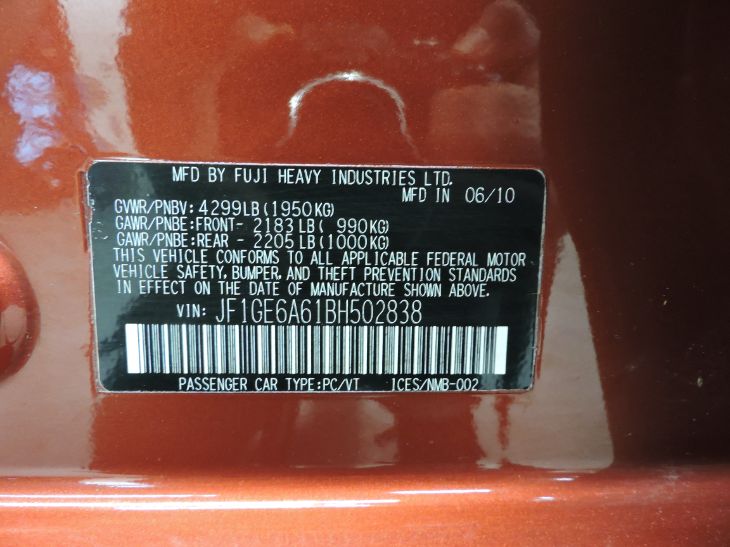 MFD BY FUJI HEAVY INDUSTRIES LTD.
MFD IN 06/10
GVWR/PNBV: 4299LB(1950KG)
GAWR/PNBE:FRONT- 2183LB( 990KG)
GAWR/PNBE:REAR - 2205LB(1000KG)
THIS VEHICLE CONFORMS TO ALL APPLICABLE FEDERAL MOTOR
VEHICLE SAFETY, BUMPER, AND THEFT PREVENTION STANDARDS
IN EFFECT ON THE DATE OF MANUFACTURE SHOWN ABOVE.
VIN: JF1GE6A61BH502838
PASSENGER CAR TYPE:PC/VT ICES/NMB-002